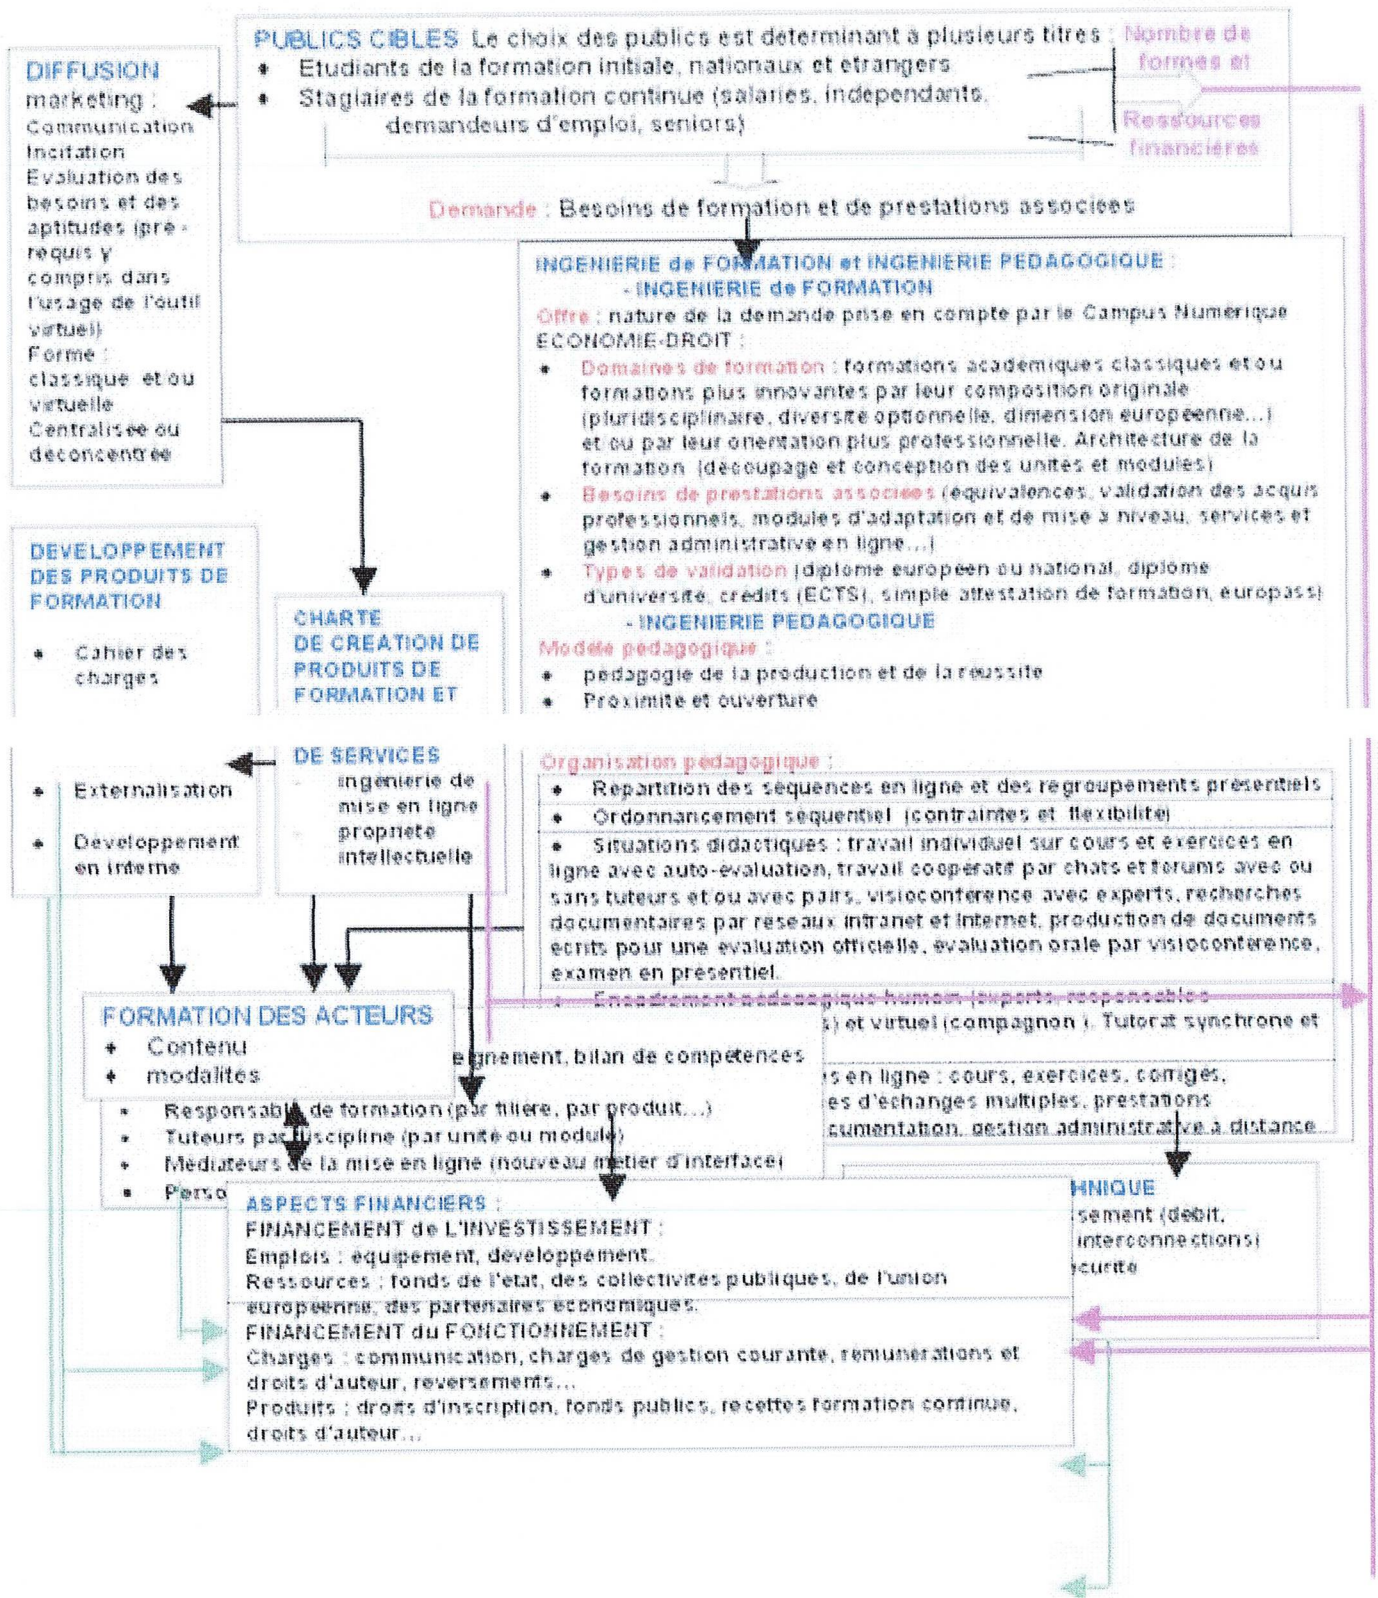 PUBLICS CIBLES Le choix des publics est déterminant à plusieurs titres :
• Etudiants de la formation initiale, nationaux et étrangers
• Stagiaires de la formation continue (salariés, indépendants,
demandeurs d'emploi, seniors)
Nombre de
formes et
Ressources
financières
Demande : Besoins de formation et de prestations associées
DIFFUSION
marketing :
Communication
Incitation
Evaluation des
besoins et des
aptitudes (pré -
requis y
compris dans
l'usage de l'outil
virtuel)
Forme :
classique et ou
virtuelle
Centralisée ou
déconcentrée
INGENIERIE de FORMATION et INGENIERIE PEDAGOGIQUE :
- INGENIERIE de FORMATION
Offre : nature de la demande prise en compte par le Campus Numérique
ECONOMIE-DROIT :
• Domaines de formation : formations académiques classiques et ou
formations plus innovantes par leur composition originale
(pluridisciplinaire, diversité optionnelle, dimension européenne...)
et ou par leur orientation plus professionnelle. Architecture de la
formation (découpage et conception des unités et modules)
• Besoins de prestations associées (équivalences, validation des acquis
professionnels, modules d'adaptation et de mise à niveau, services et
gestion administrative en ligne...)
• Types de validation (diplôme européen ou national, diplôme
d'université, crédits (ECTS), simple attestation de formation, europass)
- INGENIERIE PEDAGOGIQUE
Modèle pédagogique :
• pédagogie de la production et de la réussite
• Proximité et ouverture
DEVELOPPEMENT
DES PRODUITS DE
FORMATION
• Cahier des
charges
• Externalisation
• Développement
en interne
CHARTE
DE CREATION DE
PRODUITS DE
FORMATION ET
DE SERVICES
- ingénierie de
mise en ligne
- propriété
intellectuelle
Organisation pédagogique :
• Répartition des séquences en ligne et des regroupements présentiels
• Ordonnancement séquentiel (contraintes et flexibilité)
• Situations didactiques : travail individuel sur cours et exercices en
ligne avec auto-évaluation, travail coopératif par chats et forums avec ou
sans tuteurs et ou avec pairs, visioconférence avec experts, recherches
documentaires par réseaux intranet et Internet, production de documents
écrits pour une évaluation officielle, évaluation orale par visioconférence,
examen en présentiel.
• Encadrement pédagogique humain (experts, responsables
s) et virtuel (compagnon ). Tutorat synchrone et
s en ligne : cours, exercices, corrigés,
es d'échanges multiples, prestations
cumentation, gestion administrative à distance
FORMATION DES ACTEURS
• Contenu
• modalités
eignement, bilan de compétences
• Responsable de formation (par filière, par produit...)
• Tuteurs par discipline (par unité ou module)
• Médiateurs de la mise en ligne (nouveau métier d'interface)
• Perso
HNIQUE
sement (débit,
interconnections)
écurité
ASPECTS FINANCIERS :
FINANCEMENT de L'INVESTISSEMENT :
Emplois : équipement, développement.
Ressources : fonds de l'état, des collectivités publiques, de l'union
européenne, des partenaires économiques.
FINANCEMENT du FONCTIONNEMENT :
Charges : communication, charges de gestion courante, rémunérations et
droits d'auteur, reversements...
Produits : droits d'inscription, fonds publics, recettes formation continue,
droits d'auteur...